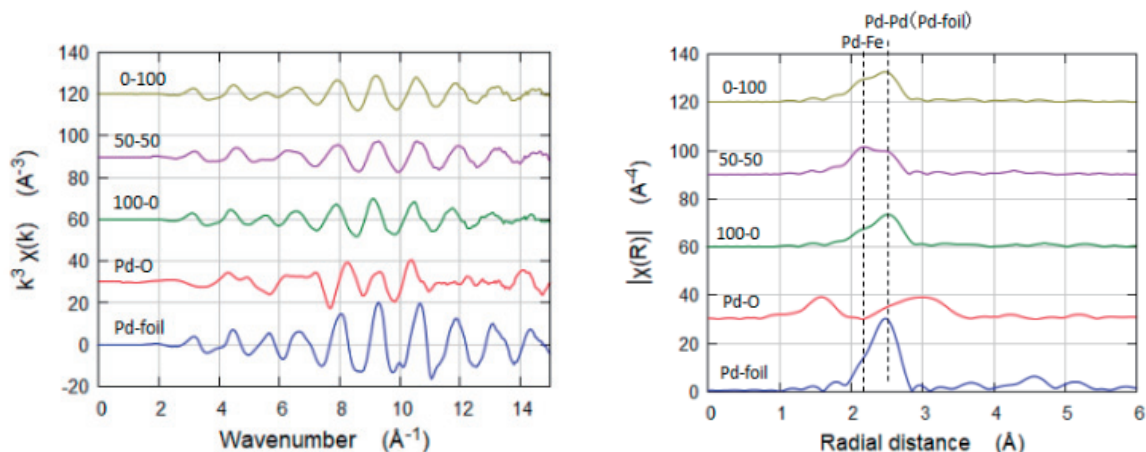 140
120
100
80
60
40
20
0
-20
0-100
50-50
100-0
Pd-O
Pd-foil
k³ χ(k) (A⁻³)
0 2 4 6 8 10 12 14
Wavenumber (Å⁻¹)
Pd-Pd(Pd-foil)
Pd-Fe
140
120
100
80
60
40
20
0
0-100
50-50
100-0
Pd-O
Pd-foil
|χ(R)| (A⁻⁴)
0 1 2 3 4 5 6
Radial distance (Å)